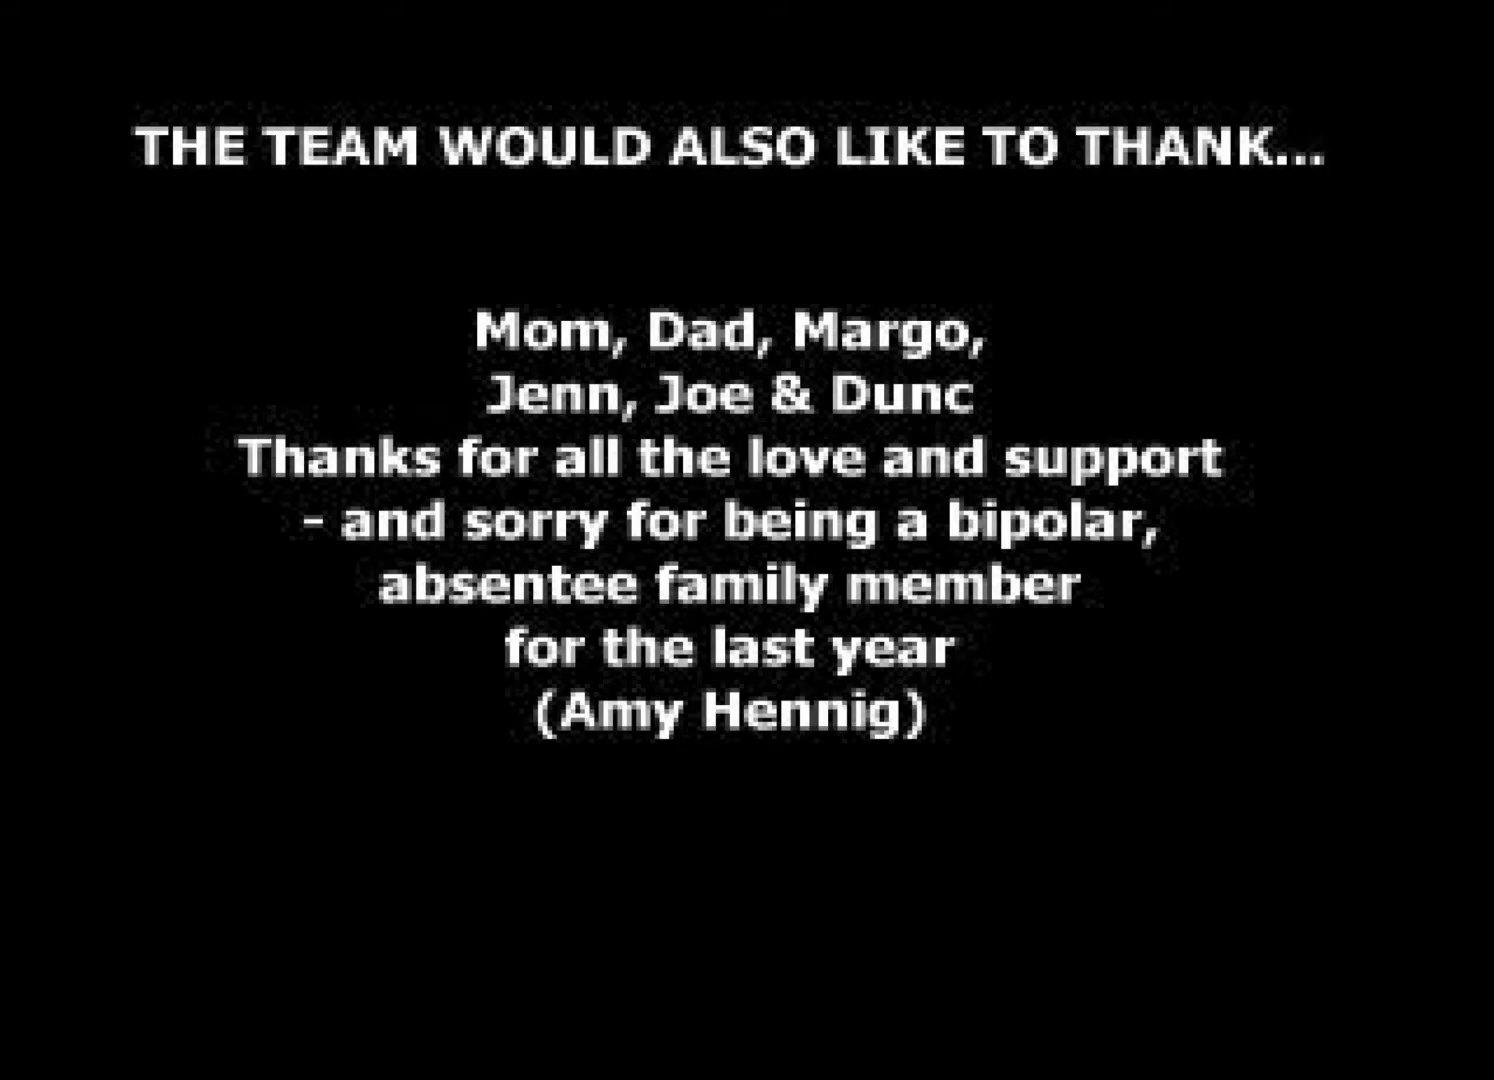 THE TEAM WOULD ALSO LIKE TO THANK...
Mom, Dad, Margo,
Jenn, Joe & Dunc
Thanks for all the love and support
- and sorry for being a bipolar,
absentee family member
for the last year
(Amy Hennig)